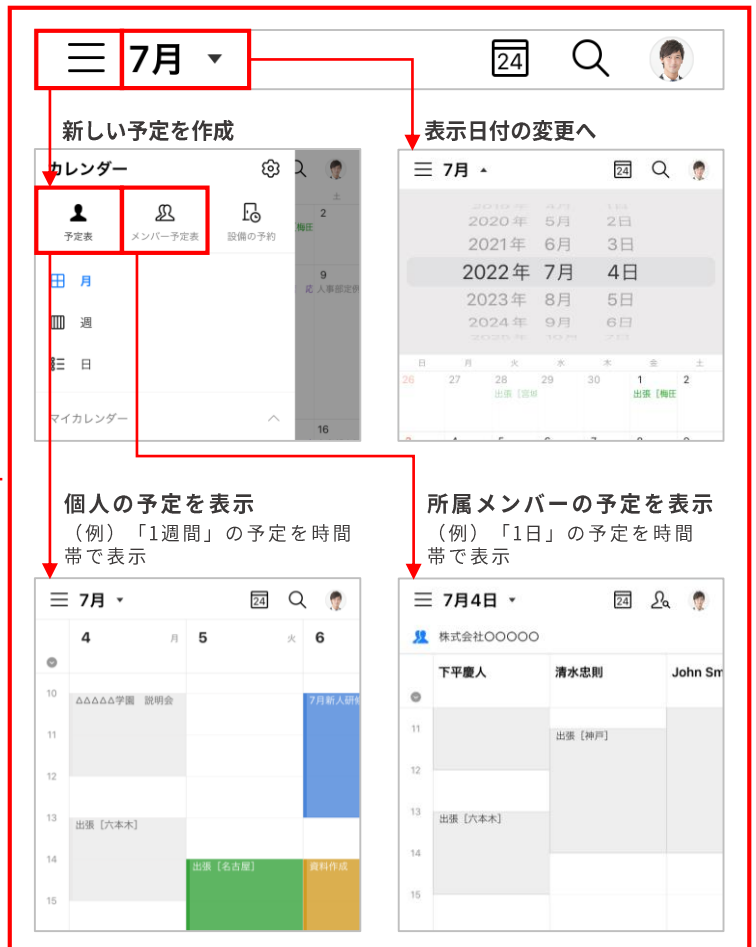 7月
24
新しい予定を作成
表示日付の変更へ
カレンダー
予定表
メンバー予定表
設備の予約
月
週
日
マイカレンダー
土
2
9
16
7月
24
2020年 5月 2日
2021年 6月 3日
2022年 7月 4日
2023年 8月 5日
2024年 9月 6日
日 月 火 水 木 金 土
26 27 28 29 30 1 2
出張［宮城 出張［梅田
個人の予定を表示
（例）「1週間」の予定を時間
帯で表示
所属メンバーの予定を表示
（例）「1日」の予定を時間
帯で表示
7月
24
4 月 5 火 6
10
△△△△△学園 説明会
7月新人研修
11
12
13
出張［六本木］
14
出張［名古屋］
資料作成
15
7月4日
24
株式会社〇〇〇〇〇
下平慶人 清水忠則 John Sm
11
出張［神戸］
12
13
出張［六本木］
14
15